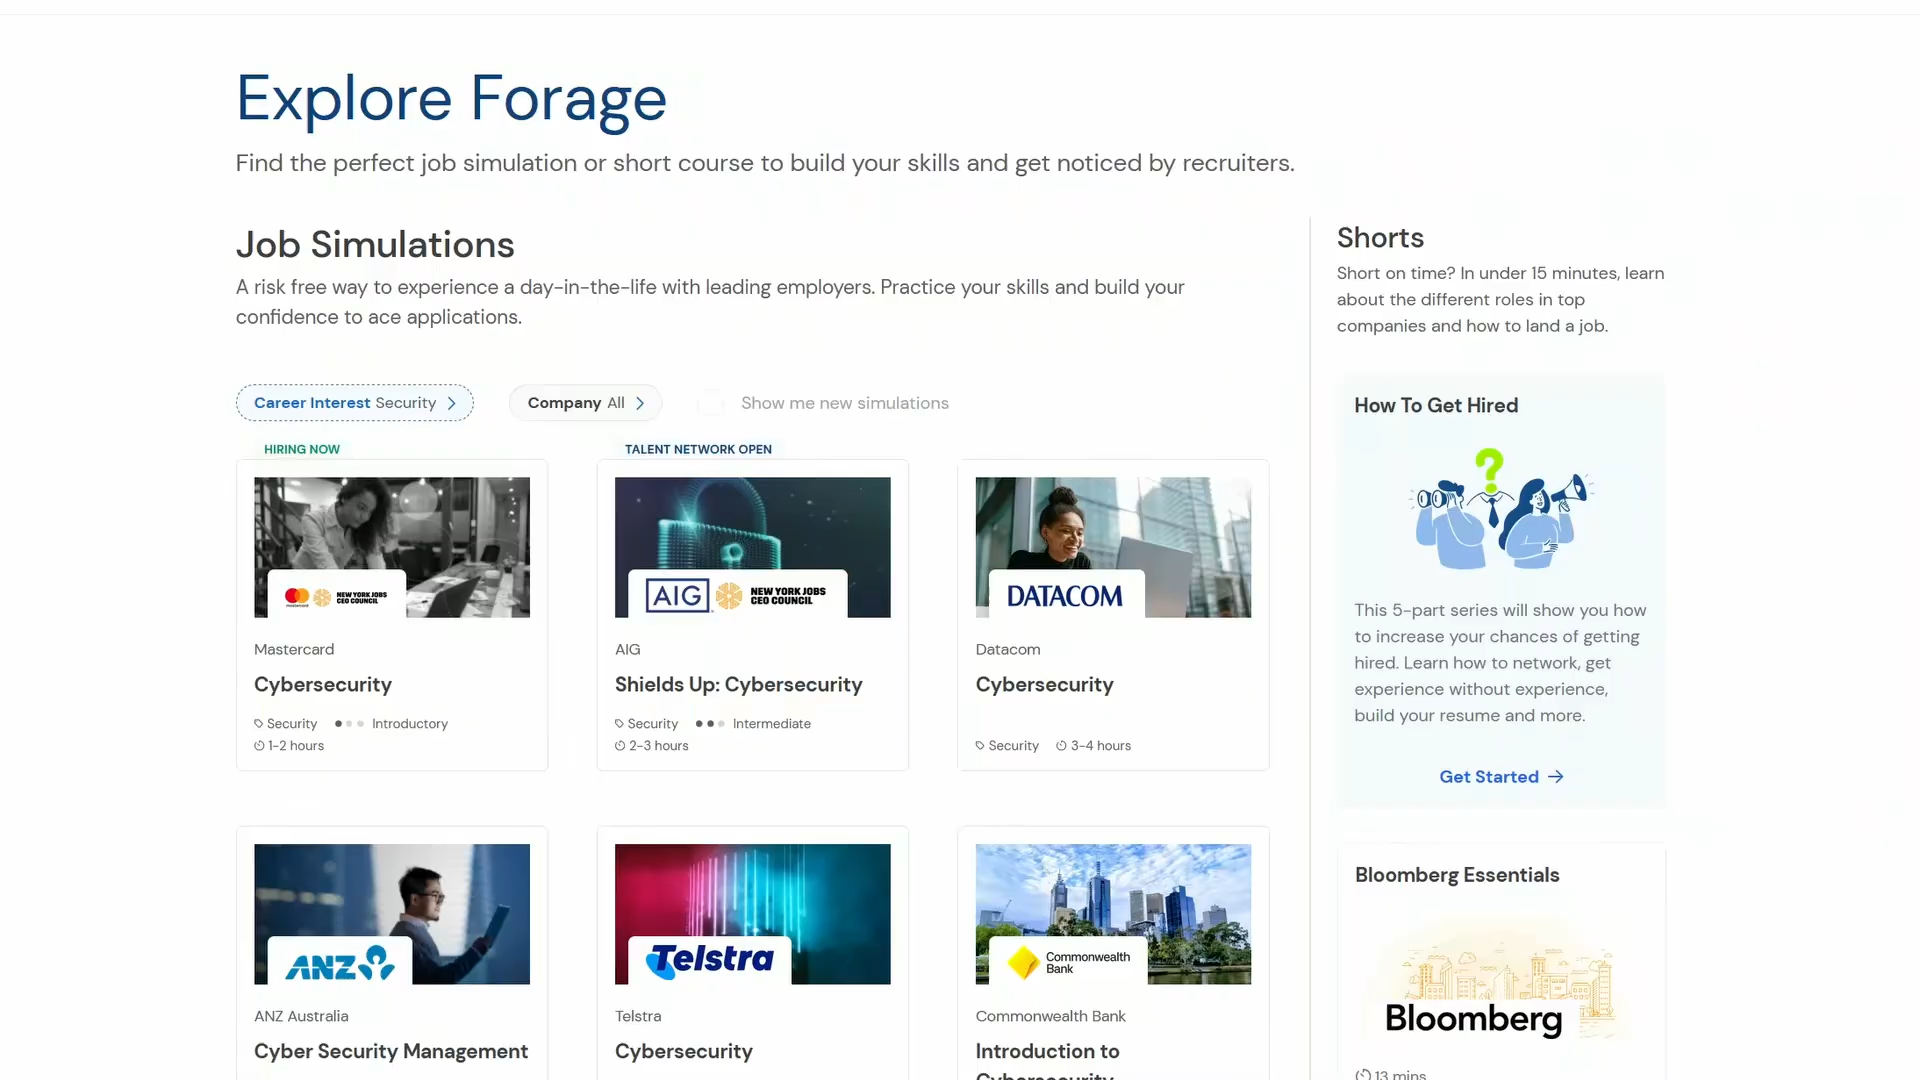 Explore Forage
Find the perfect job simulation or short course to build your skills and get noticed by recruiters.
Job Simulations
A risk free way to experience a day-in-the-life with leading employers. Practice your skills and build your
confidence to ace applications.
Career Interest Security
Company All
Show me new simulations
HIRING NOW
mastercard
NEW YORK JOBS
CEO COUNCIL
Mastercard
Cybersecurity
Security
Introductory
1-2 hours
TALENT NETWORK OPEN
AIG
NEW YORK JOBS
CEO COUNCIL
AIG
Shields Up: Cybersecurity
Security
Intermediate
2-3 hours
DATACOM
Datacom
Cybersecurity
Security
3-4 hours
ANZ
ANZ Australia
Cyber Security Management
Telstra
Telstra
Cybersecurity
Commonwealth
Bank
Commonwealth Bank
Introduction to
Cybersecurity
Shorts
Short on time? In under 15 minutes, learn
about the different roles in top
companies and how to land a job.
How To Get Hired
?
This 5-part series will show you how
to increase your chances of getting
hired. Learn how to network, get
experience without experience,
build your resume and more.
Get Started
Bloomberg Essentials
Bloomberg
13 mins